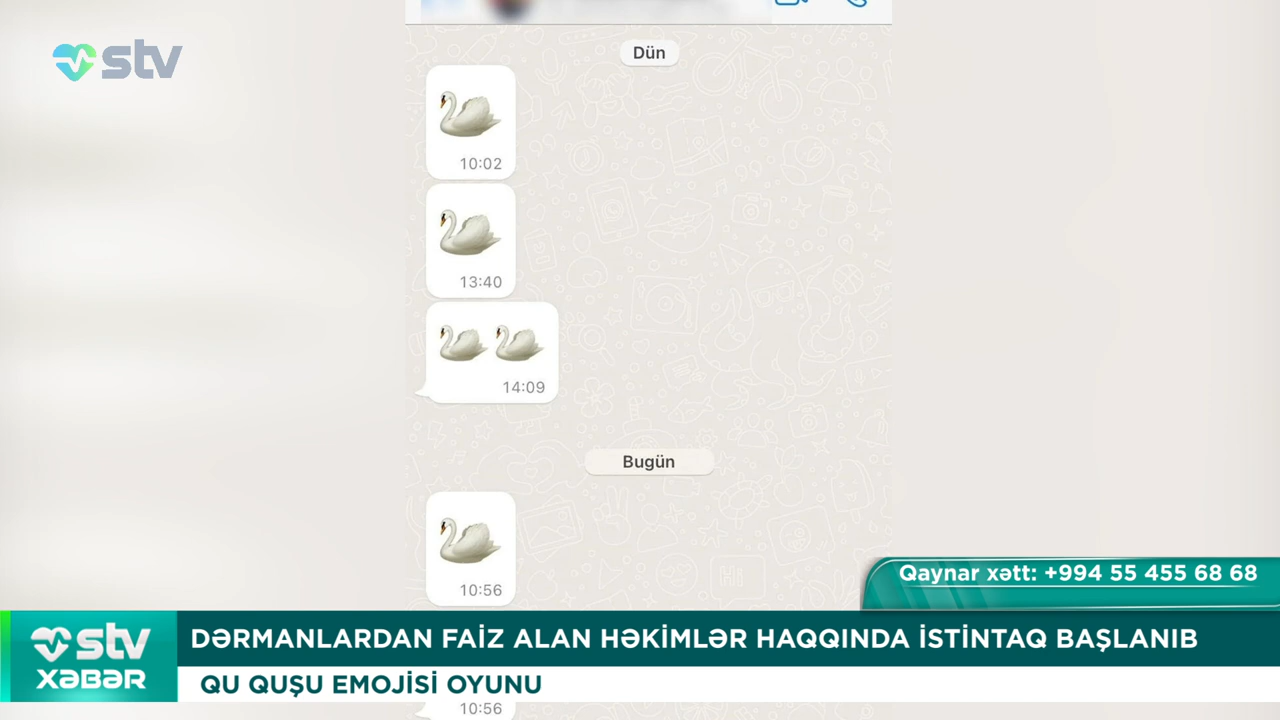 stv
Dün
10:02
13:40
14:09
Bugün
Hi
10:56
Qaynar xətt: +994 55 455 68 68
stv
XƏBƏR
DƏRMANLARDAN FAİZ ALAN HƏKİMLƏR HAQQINDA İSTİNTAQ BAŞLANIB
QU QUŞU EMOJİSİ OYUNU
10:56